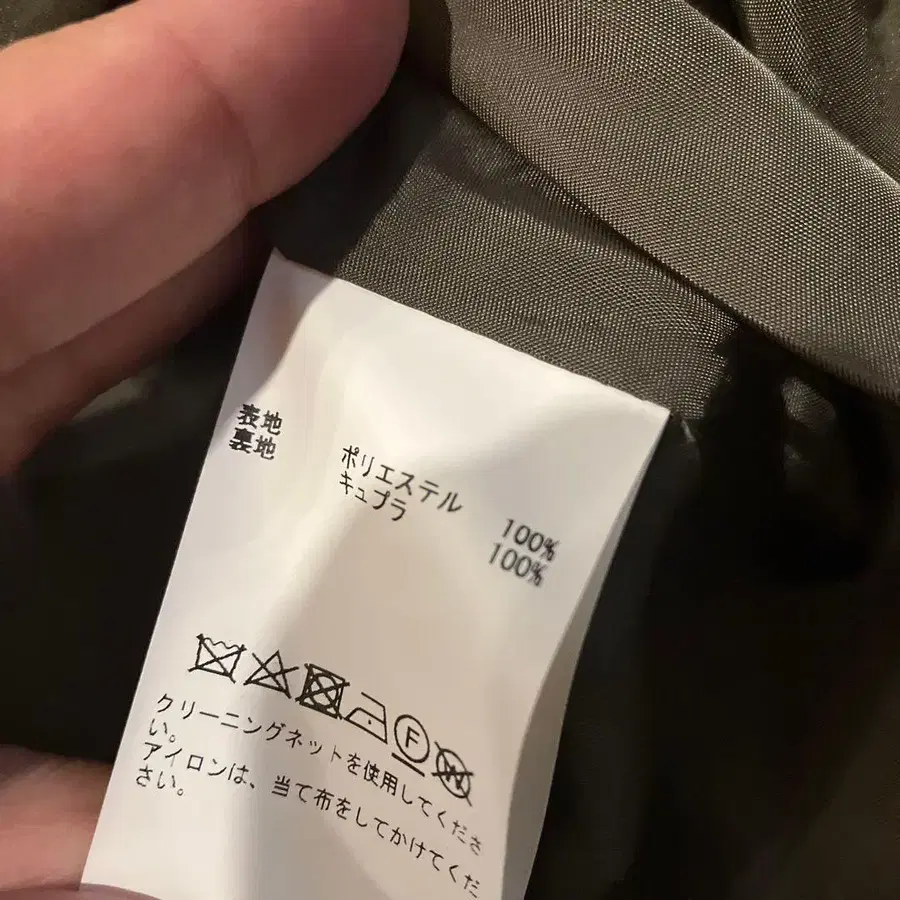 表地 ポリエステル 100%
裏地 キュプラ 100%
F W
クリーニングネットを使用してくださ
い。
アイロンは、当て布をしてかけてくだ
さい。